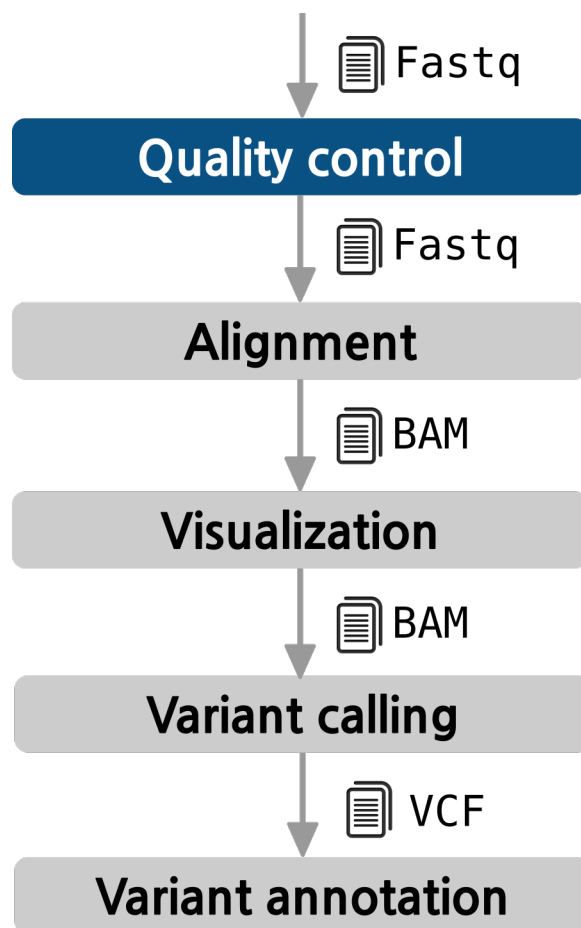 Fastq
Quality control
Fastq
Alignment
BAM
Visualization
BAM
Variant calling
VCF
Variant annotation